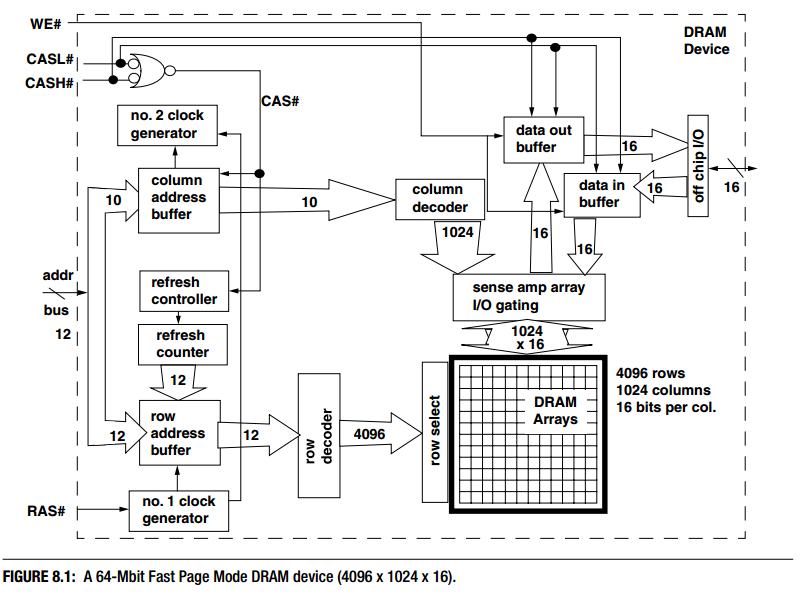 WE#
DRAM
Device
CASL#
CASH#
CAS#
no. 2 clock
generator
data out
buffer
16
off chip I/O
16
column
address
buffer
10
10
column
decoder
data in
buffer
16
1024
16
16
addr
bus
12
refresh
controller
sense amp array
I/O gating
refresh
counter
1024
x 16
12
4096 rows
1024 columns
16 bits per col.
row
address
buffer
12
12
row
decoder
4096
row select
DRAM
Arrays
RAS#
no. 1 clock
generator
FIGURE 8.1: A 64-Mbit Fast Page Mode DRAM device (4096 x 1024 x 16).